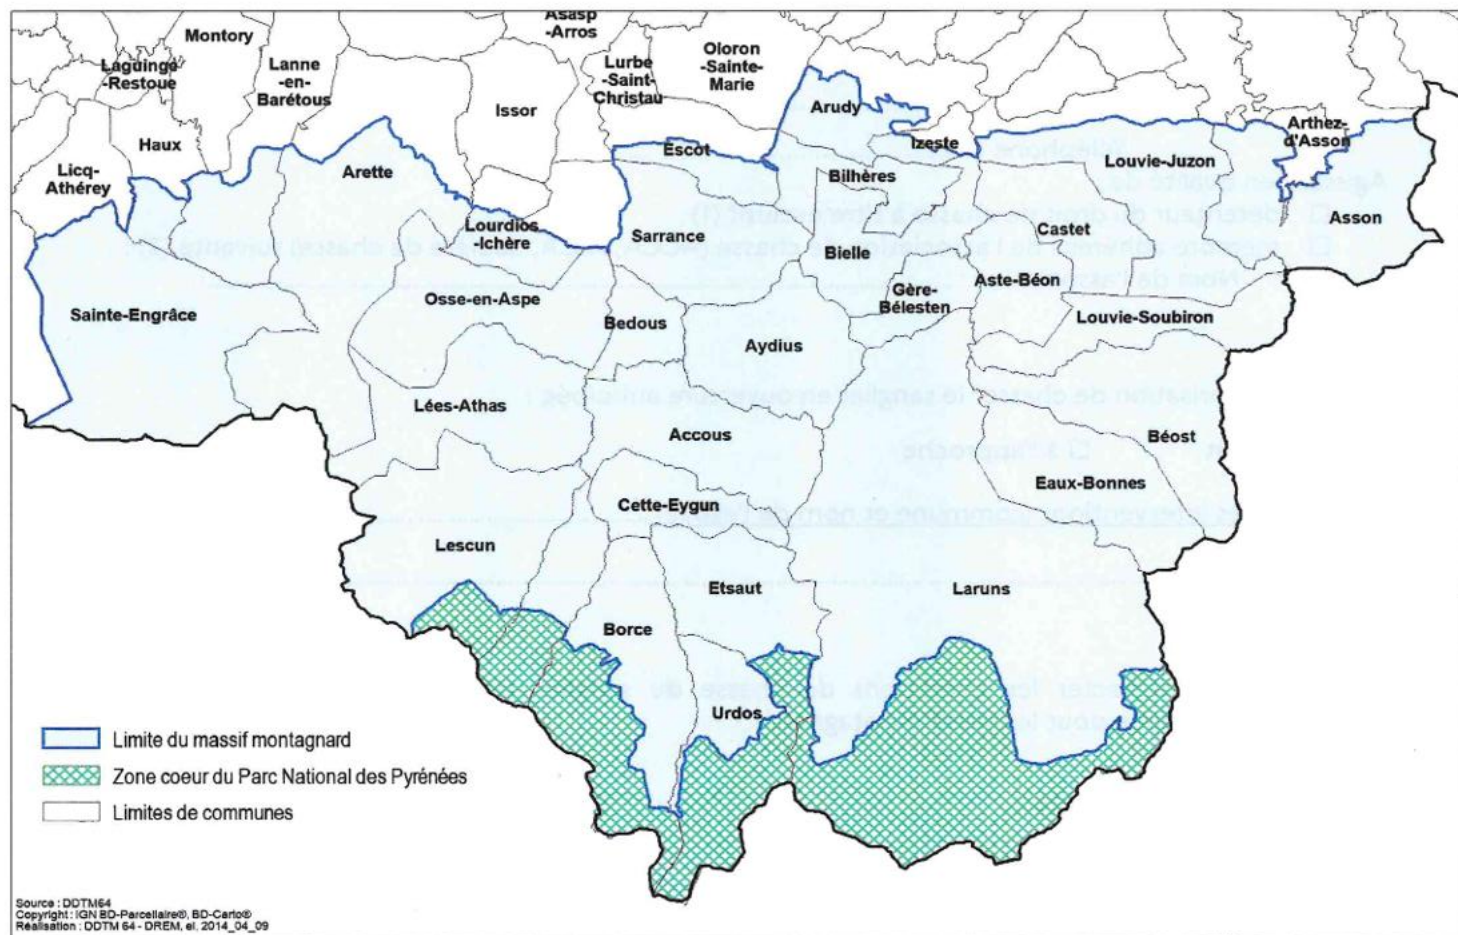 Montory
Laguinge
-Restoue
Lanne
-en-
Barétous
Asasp
-Arros
Lurbe
-Saint-
Christau
Oloron
-Sainte-
Marie
Issor
Arudy
Haux
Licq-
Athérey
Arette
Escot
Izeste
Arthez-
d'Asson
Louvie-Juzon
Bilhères
Asson
Lourdios
-Ichère
Sarrance
Castet
Bielle
Aste-Béon
Gère-
Bélesten
Osse-en-Aspe
Sainte-Engrâce
Bedous
Louvie-Soubiron
Aydius
Lées-Athas
Accous
Béost
Eaux-Bonnes
Cette-Eygun
Lescun
Etsaut
Laruns
Borce
Urdos
Limite du massif montagnard
Zone coeur du Parc National des Pyrénées
Limites de communes
Source : DDTM64
Copyright : IGN BD-Parcellaire®, BD-Carto®
Réalisation : DDTM 64 - DREM, el, 2014_04_09